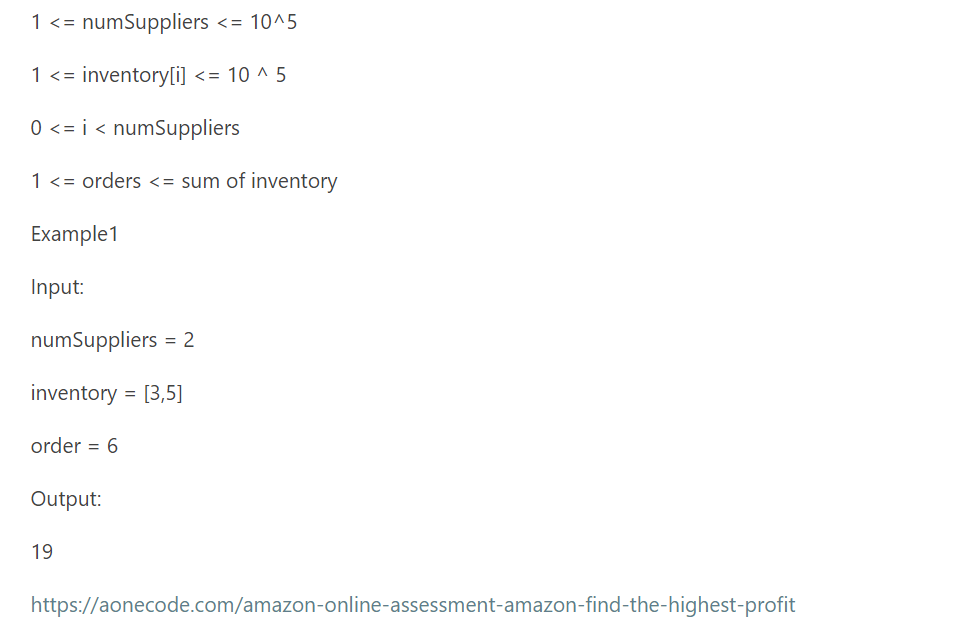 1 <= numSuppliers <= 10^5
1 <= inventory[i] <= 10 ^ 5
0 <= i < numSuppliers
1 <= orders <= sum of inventory
Example1
Input:
numSuppliers = 2
inventory = [3,5]
order = 6
Output:
19
https://aonecode.com/amazon-online-assessment-amazon-find-the-highest-profit